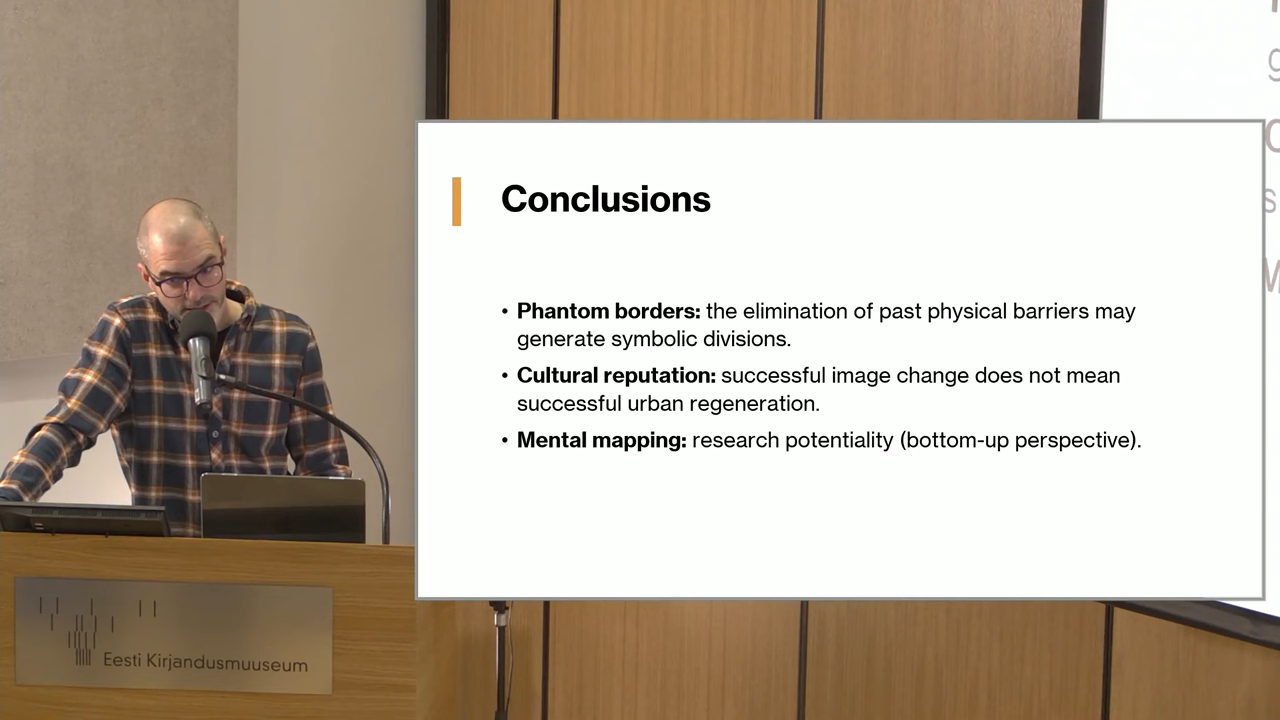 Conclusions
• Phantom borders: the elimination of past physical barriers may
generate symbolic divisions.
• Cultural reputation: successful image change does not mean
successful urban regeneration.
• Mental mapping: research potentiality (bottom-up perspective).
Eesti Kirjandusmuuseum